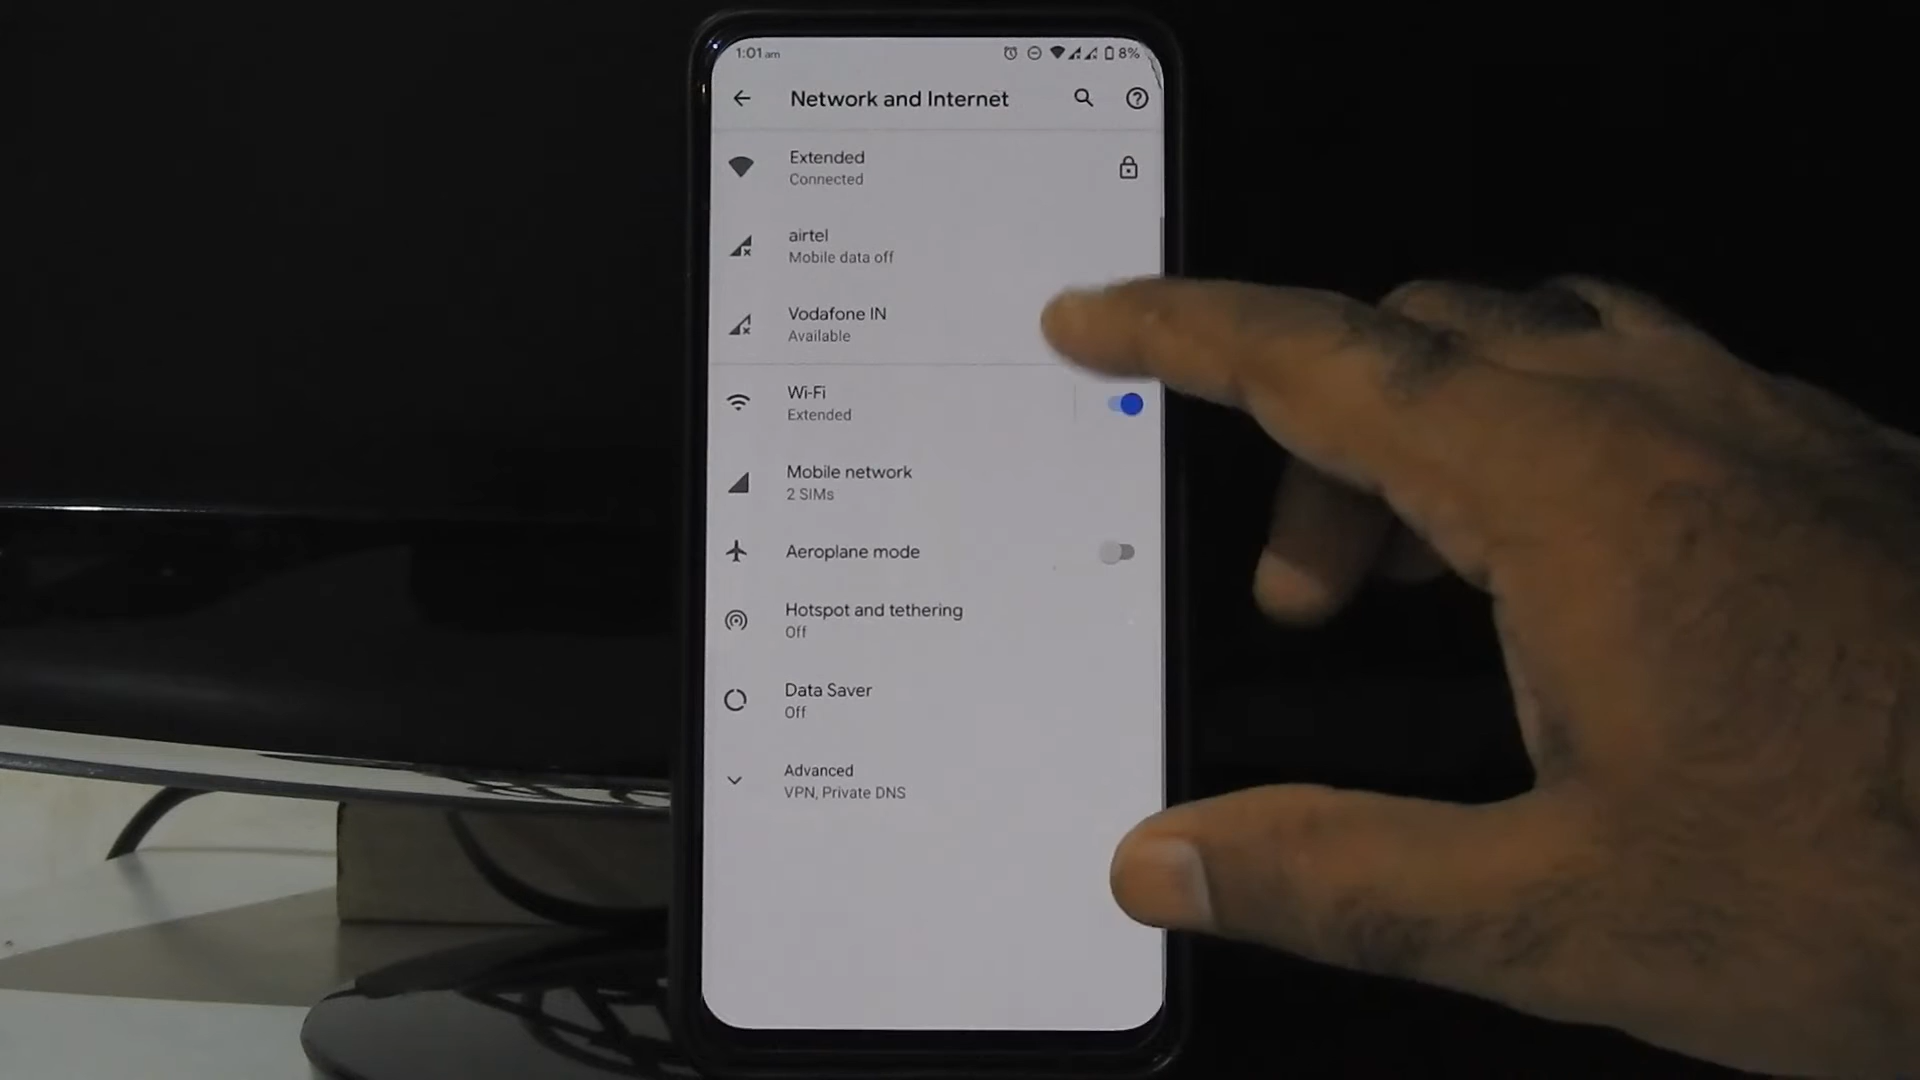 1:01 am
8%
Network and Internet
Extended
Connected
airtel
Mobile data off
Vodafone IN
Available
Wi-Fi
Extended
Mobile network
2 SIMs
Aeroplane mode
Hotspot and tethering
Off
Data Saver
Off
Advanced
VPN, Private DNS